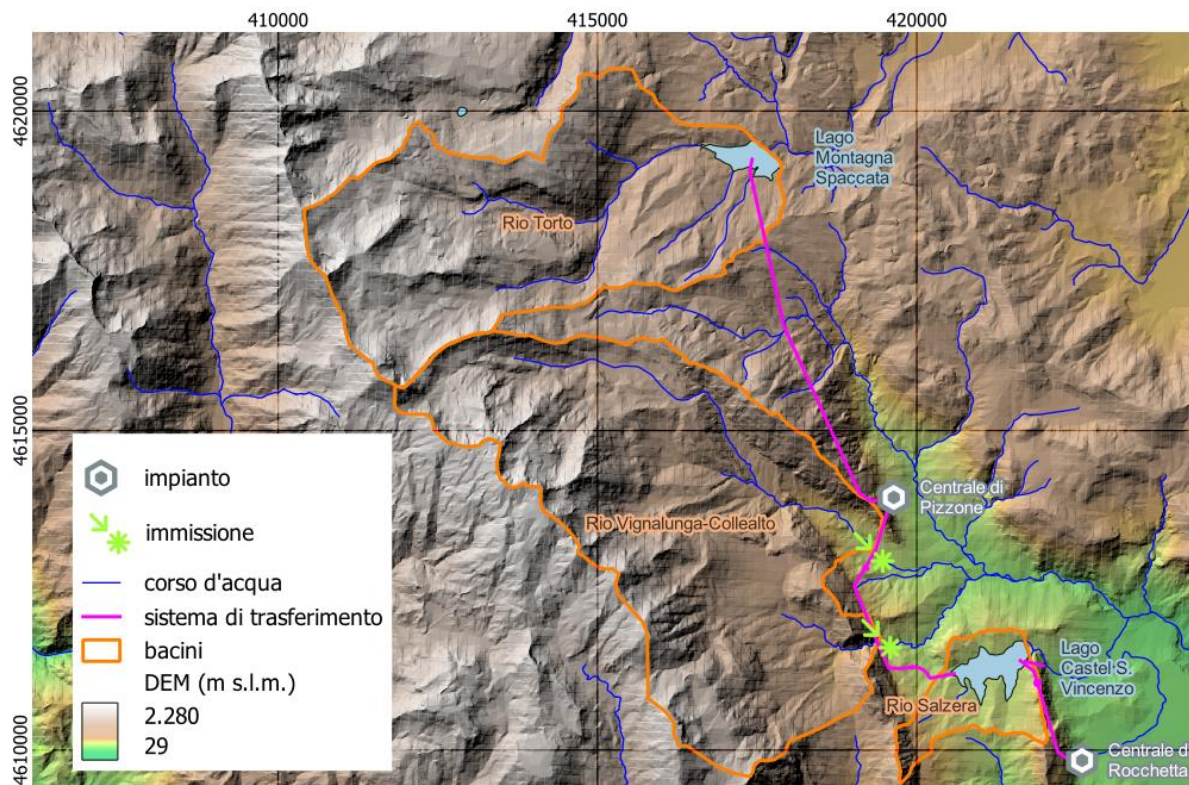 410000
415000
420000
4620000
4615000
4610000
Lago
Montagna
Spaccata
Rio Torto
Centrale di
Pizzone
Rio Vignalunga-Collealto
Lago
Castel S.
Vincenzo
Rio Salzera
Centrale di
Rocchetta
impianto
immissione
corso d'acqua
sistema di trasferimento
bacini
DEM (m s.l.m.)
2.280
29